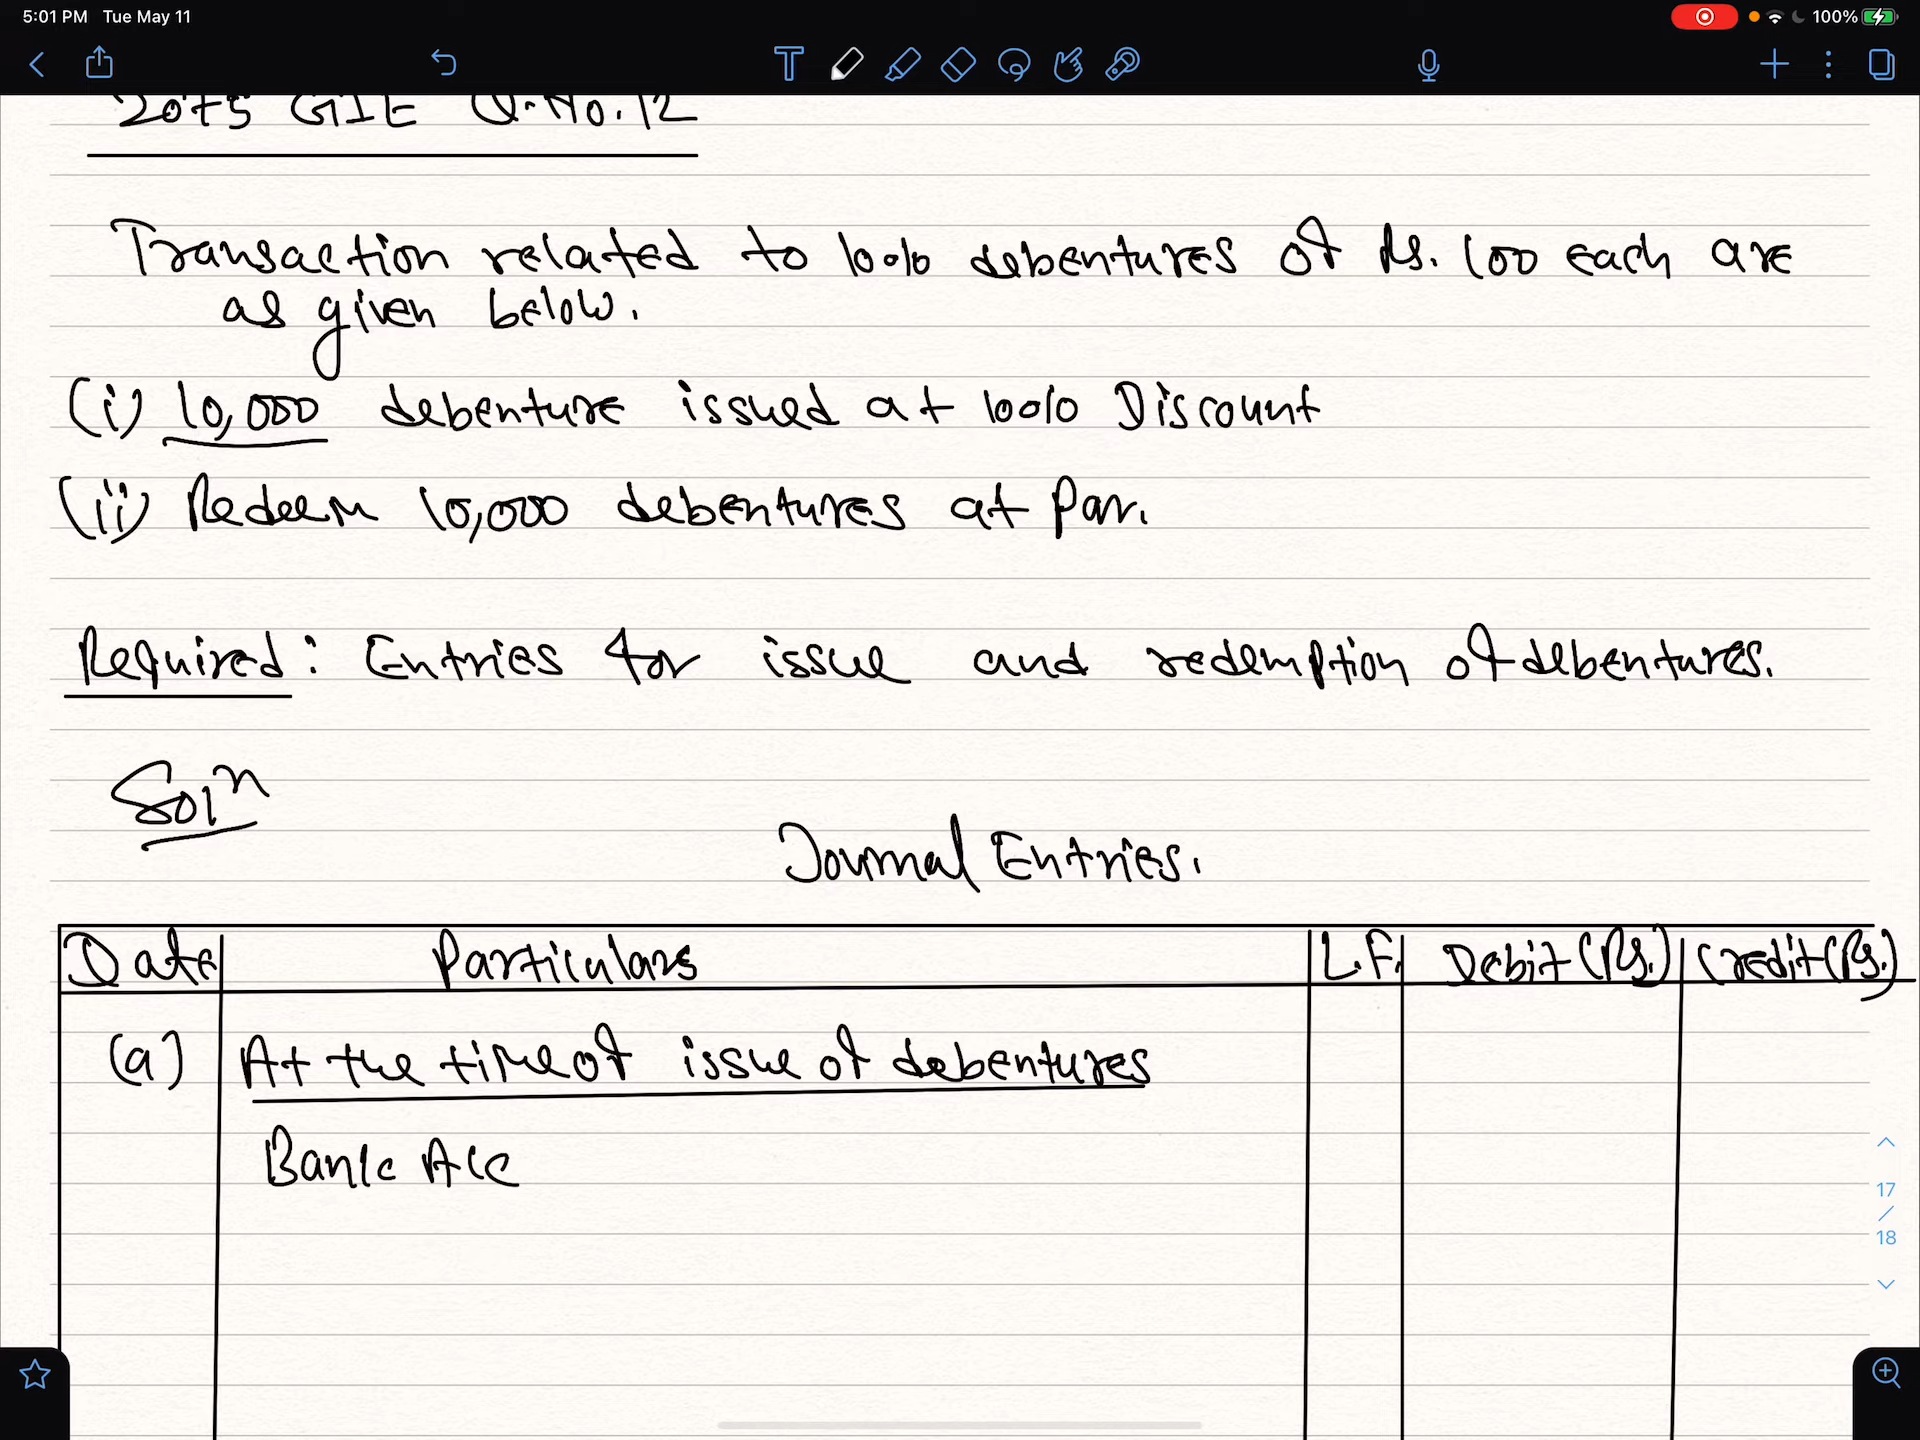 5:01 PM Tue May 11
100%
2075 GIE Q.No.12
Transaction related to 10% debentures of Rs. 100 each are
as given below.
(i) 10,000 debenture issued at 10% Discount
(ii) Redeem 10,000 debentures at Par.
Required: Entries for issue and redemption of debentures.
Solⁿ
Journal Entries.
Date Particulars L.F. Debit (Rs.) Credit (Rs.)
(a) At the time of issue of debentures
Bank A/c
17
/
18